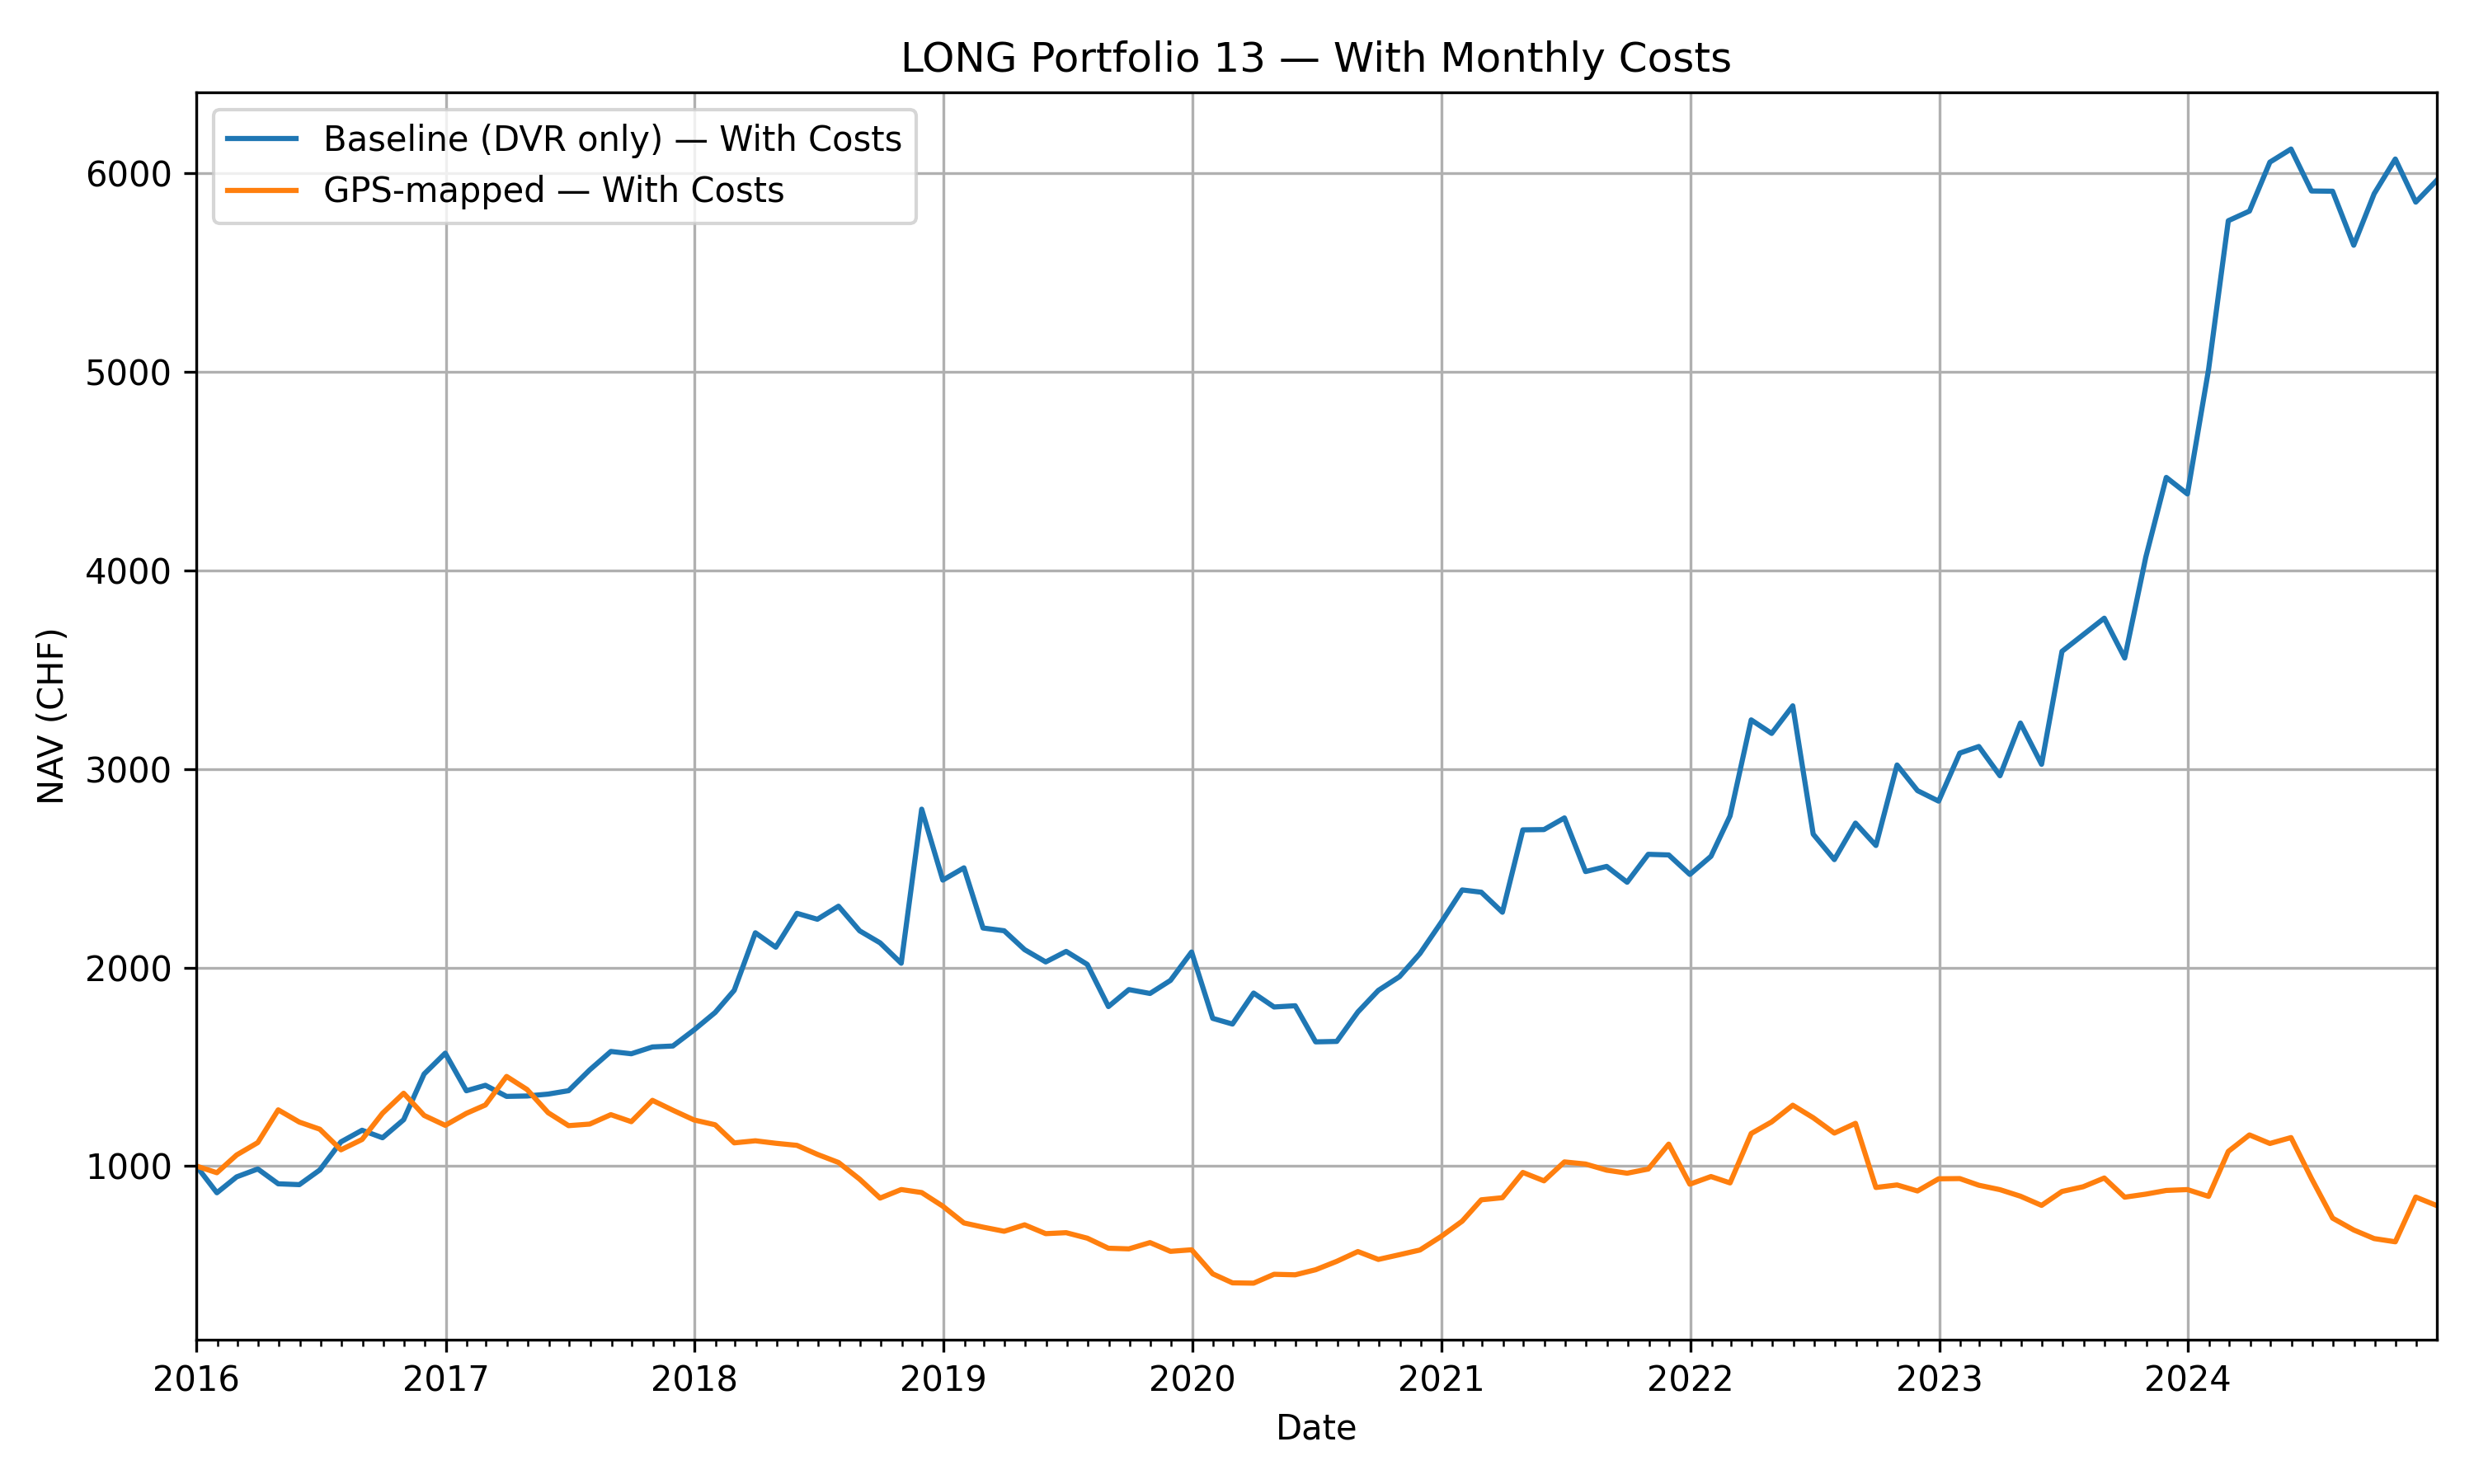 LONG Portfolio 13 — With Monthly Costs
Baseline (DVR only) — With Costs
GPS-mapped — With Costs
6000
5000
4000
3000
2000
1000
NAV (CHF)
2016 2017 2018 2019 2020 2021 2022 2023 2024
Date